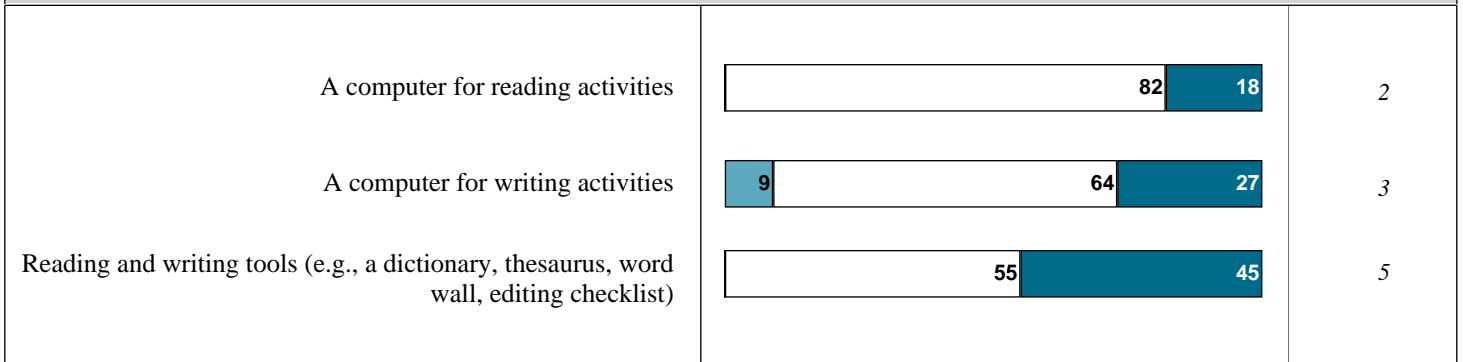 A computer for reading activities
82 18
2
A computer for writing activities
9 64 27
3
Reading and writing tools (e.g., a dictionary, thesaurus, word
wall, editing checklist)
55 45
5